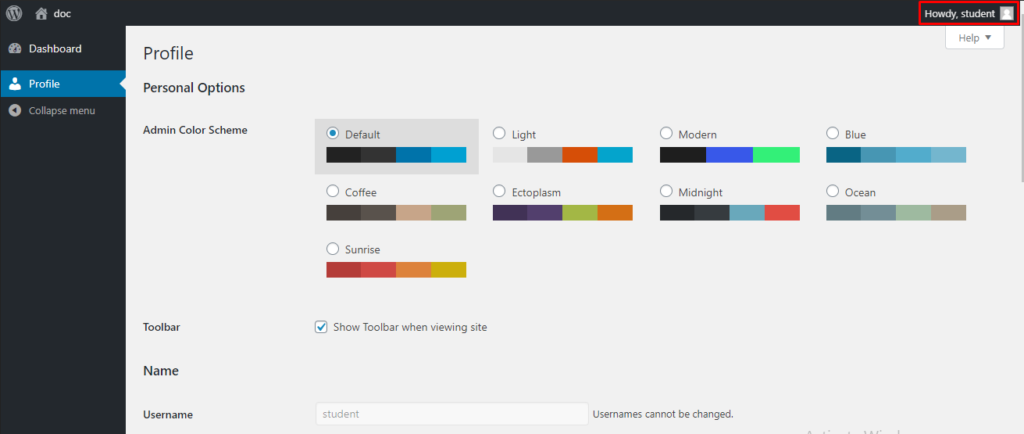 doc
Howdy, student
Help
Dashboard
Profile
Collapse menu
Profile
Personal Options
Admin Color Scheme
Default
Light
Modern
Blue
Coffee
Ectoplasm
Midnight
Ocean
Sunrise
Toolbar
Show Toolbar when viewing site
Name
Username
student
Usernames cannot be changed.